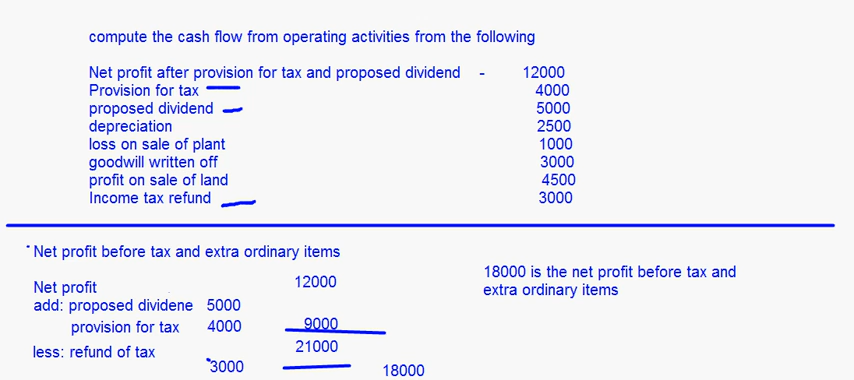 compute the cash flow from operating activities from the following
Net profit after provision for tax and proposed dividend - 12000
Provision for tax 4000
proposed dividend 5000
depreciation 2500
loss on sale of plant 1000
goodwill written off 3000
profit on sale of land 4500
Income tax refund 3000
Net profit before tax and extra ordinary items
Net profit 12000
add: proposed dividene 5000
provision for tax 4000 9000
21000
less: refund of tax
3000 18000
18000 is the net profit before tax and
extra ordinary items